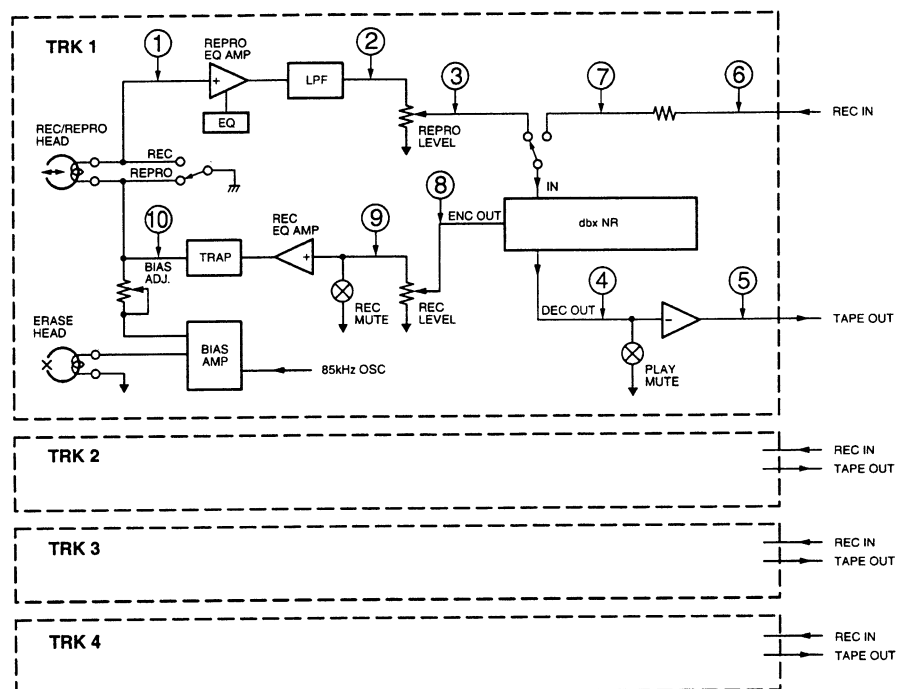 TRK 1
1
REPRO
EQ AMP
2
LPF
EQ
3
REPRO
LEVEL
7
6
REC IN
REC/REPRO
HEAD
REC
REPRO
IN
dbx NR
8
ENC OUT
10
BIAS
ADJ.
TRAP
REC
EQ AMP
9
REC
MUTE
REC
LEVEL
DEC OUT
4
5
TAPE OUT
PLAY
MUTE
ERASE
HEAD
BIAS
AMP
85kHz OSC
TRK 2
REC IN
TAPE OUT
TRK 3
REC IN
TAPE OUT
TRK 4
REC IN
TAPE OUT